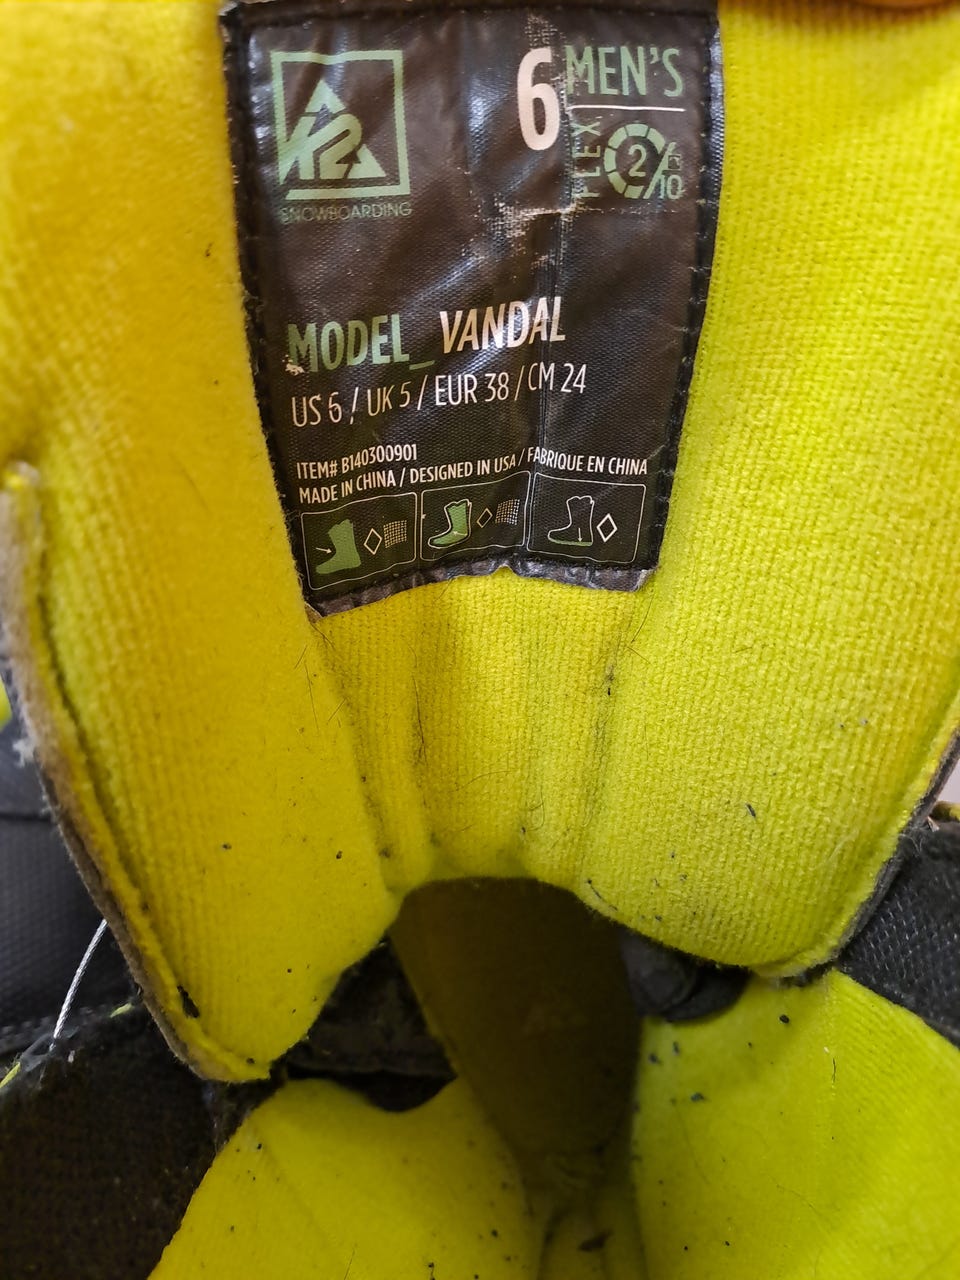 K2
SNOWBOARDING
6 MEN'S
FLEX 2/10
MODEL_VANDAL
US 6 / UK 5 / EUR 38 / CM 24
ITEM# B140300901
MADE IN CHINA / DESIGNED IN USA / FABRIQUE EN CHINA